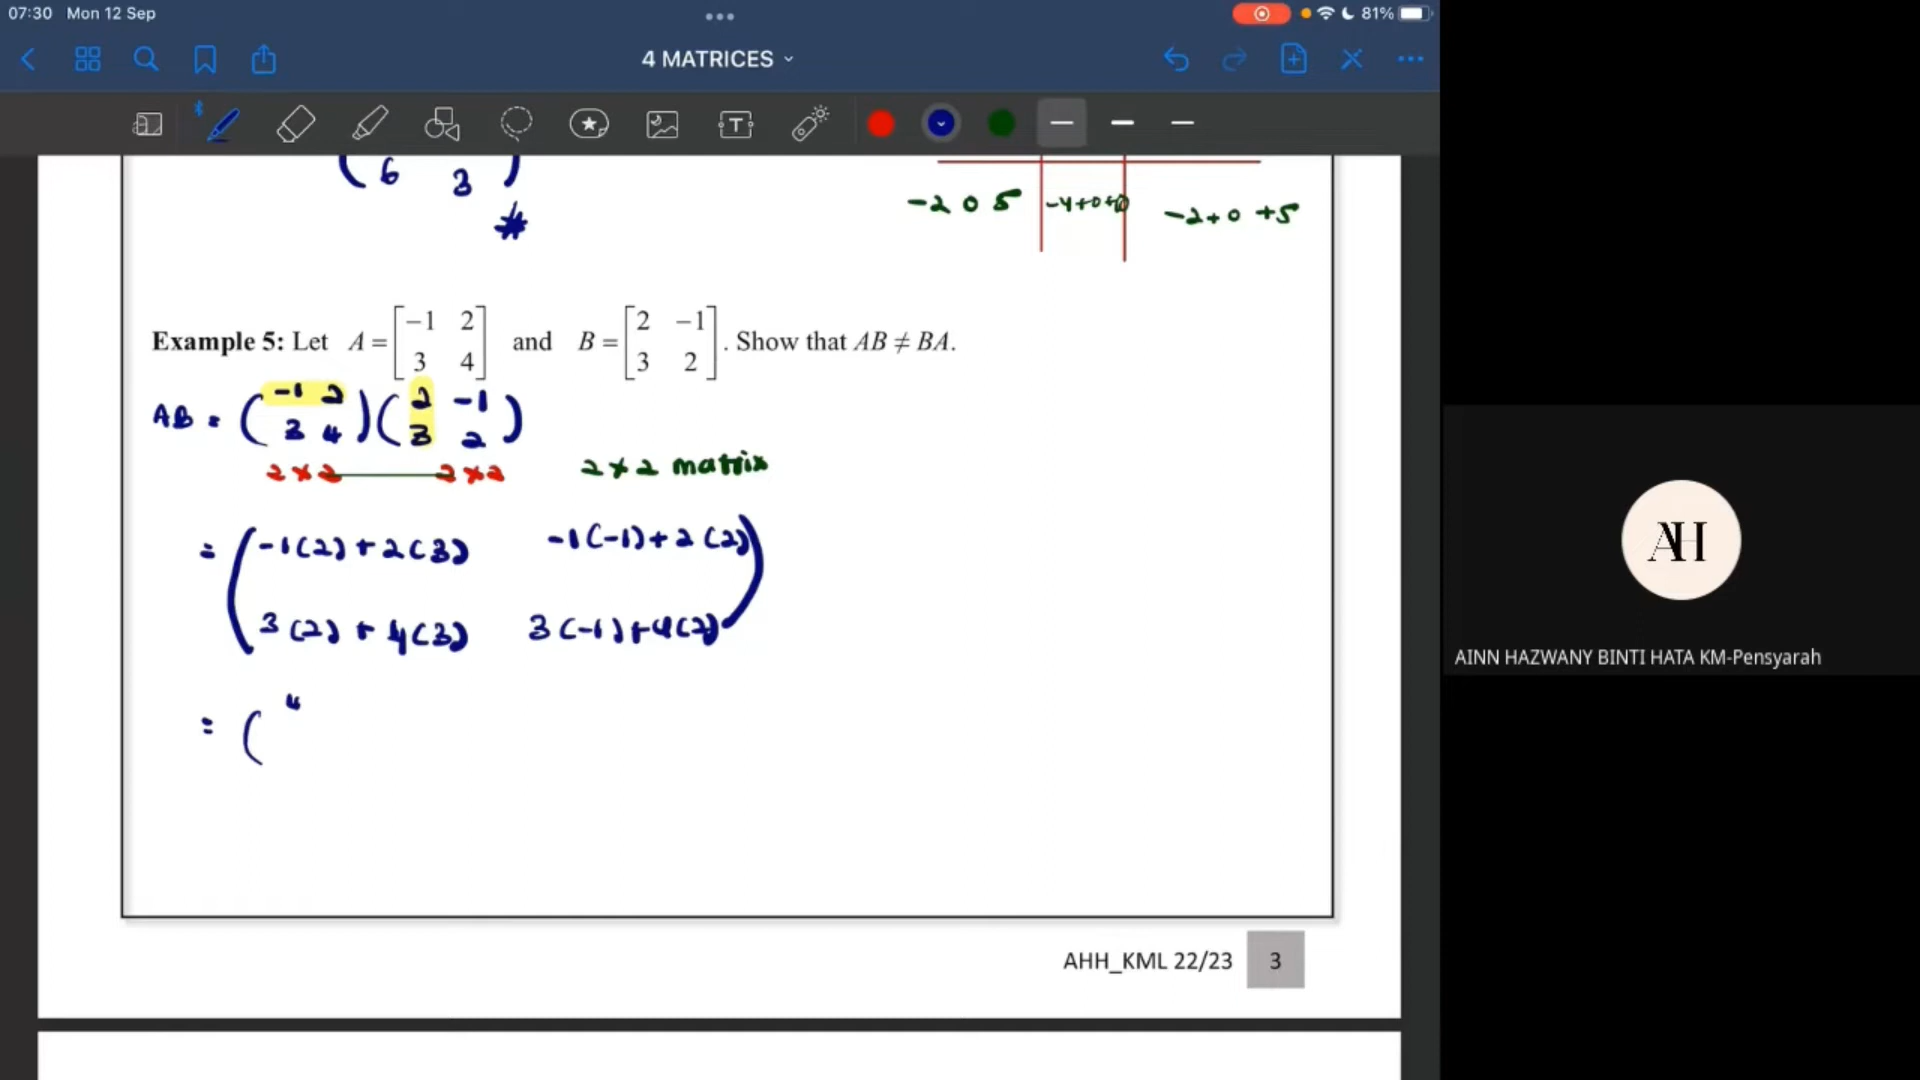 07:30 Mon 12 Sep
81%
4 MATRICES
6 3
-2 0 5 -4+0+10 -2+0 +5
Example 5: Let A = [-1 2; 3 4] and B = [2 -1; 3 2]. Show that AB ≠ BA.
AB = (-1 2; 3 4)(2 -1; 3 2)
2×2 2×2 2×2 matrix
= (-1(2)+2(3) -1(-1)+2(2)
3(2)+4(3) 3(-1)+4(2))
= ( 4
AHH_KML 22/23 3
AH
AINN HAZWANY BINTI HATA KM-Pensyarah